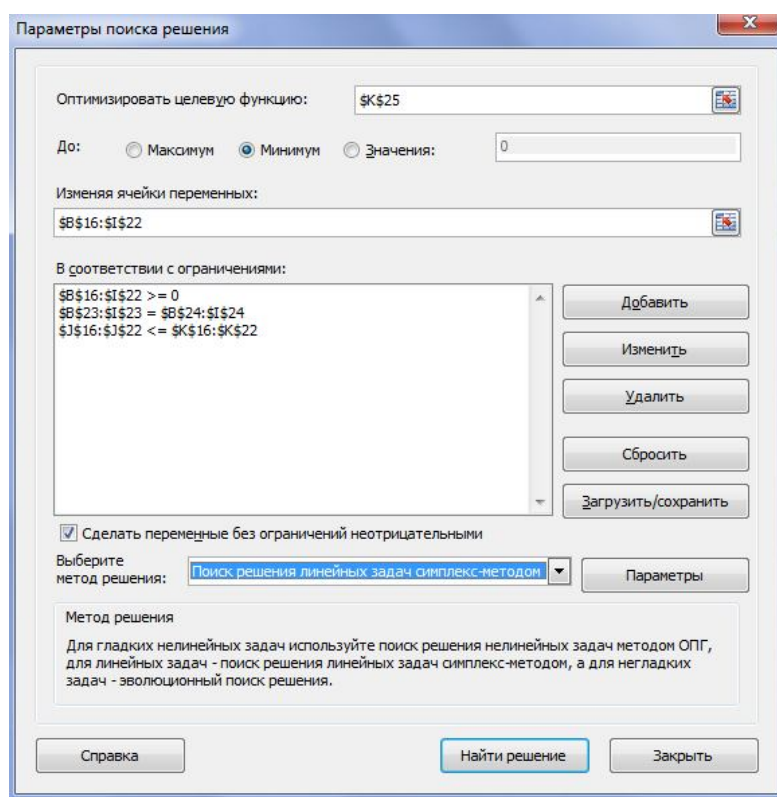 Параметры поиска решения
X
Оптимизировать целевую функцию: $K$25
До: Максимум Минимум Значения: 0
Изменяя ячейки переменных:
$B$16:$I$22
В соответствии с ограничениями:
$B$16:$I$22 >= 0
$B$23:$I$23 = $B$24:$I$24
$J$16:$J$22 <= $K$16:$K$22
Добавить
Изменить
Удалить
Сбросить
Загрузить/сохранить
Сделать переменные без ограничений неотрицательными
Выберите
метод решения: Поиск решения линейных задач симплекс-методом Параметры
Метод решения
Для гладких нелинейных задач используйте поиск решения нелинейных задач методом ОПГ,
для линейных задач - поиск решения линейных задач симплекс-методом, а для негладких
задач - эволюционный поиск решения.
Справка Найти решение Закрыть